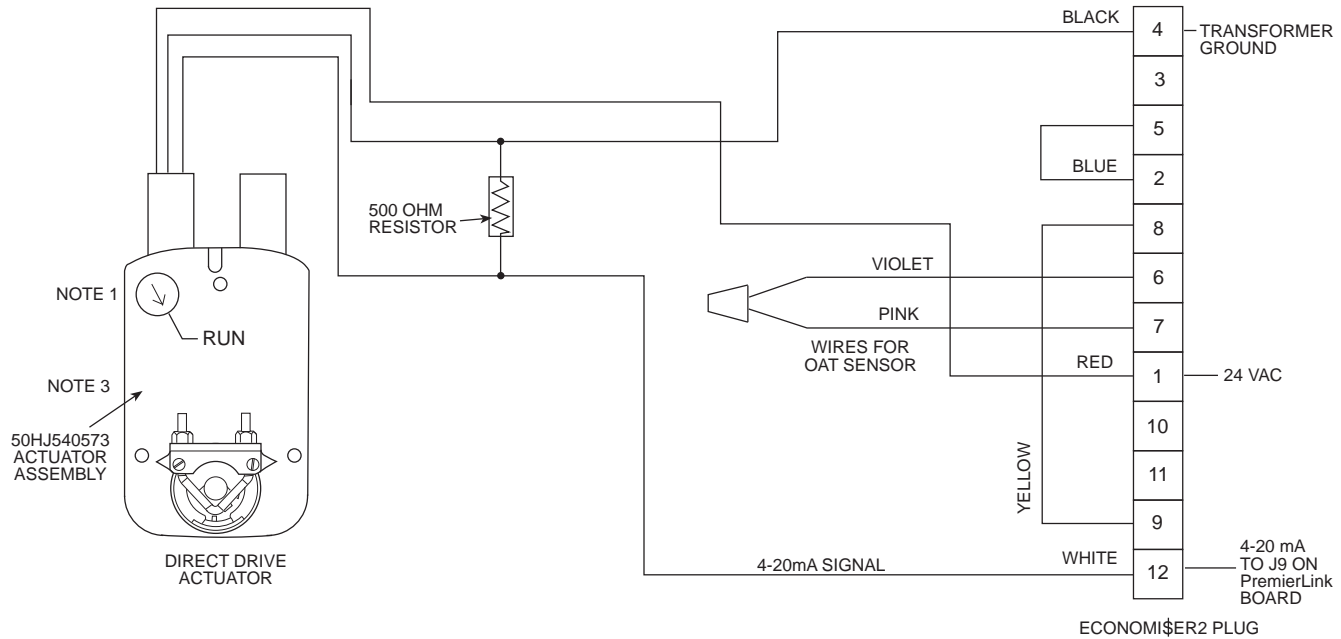 BLACK
4
TRANSFORMER
GROUND
3
5
BLUE
2
500 OHM
RESISTOR
8
NOTE 1
VIOLET
6
RUN
PINK
7
WIRES FOR
OAT SENSOR
RED
1
24 VAC
NOTE 3
10
50HJ540573
ACTUATOR
ASSEMBLY
11
YELLOW
9
DIRECT DRIVE
ACTUATOR
4-20mA SIGNAL
WHITE
12
4-20 mA
TO J9 ON
PremierLink
BOARD
ECONOMI$ER2 PLUG